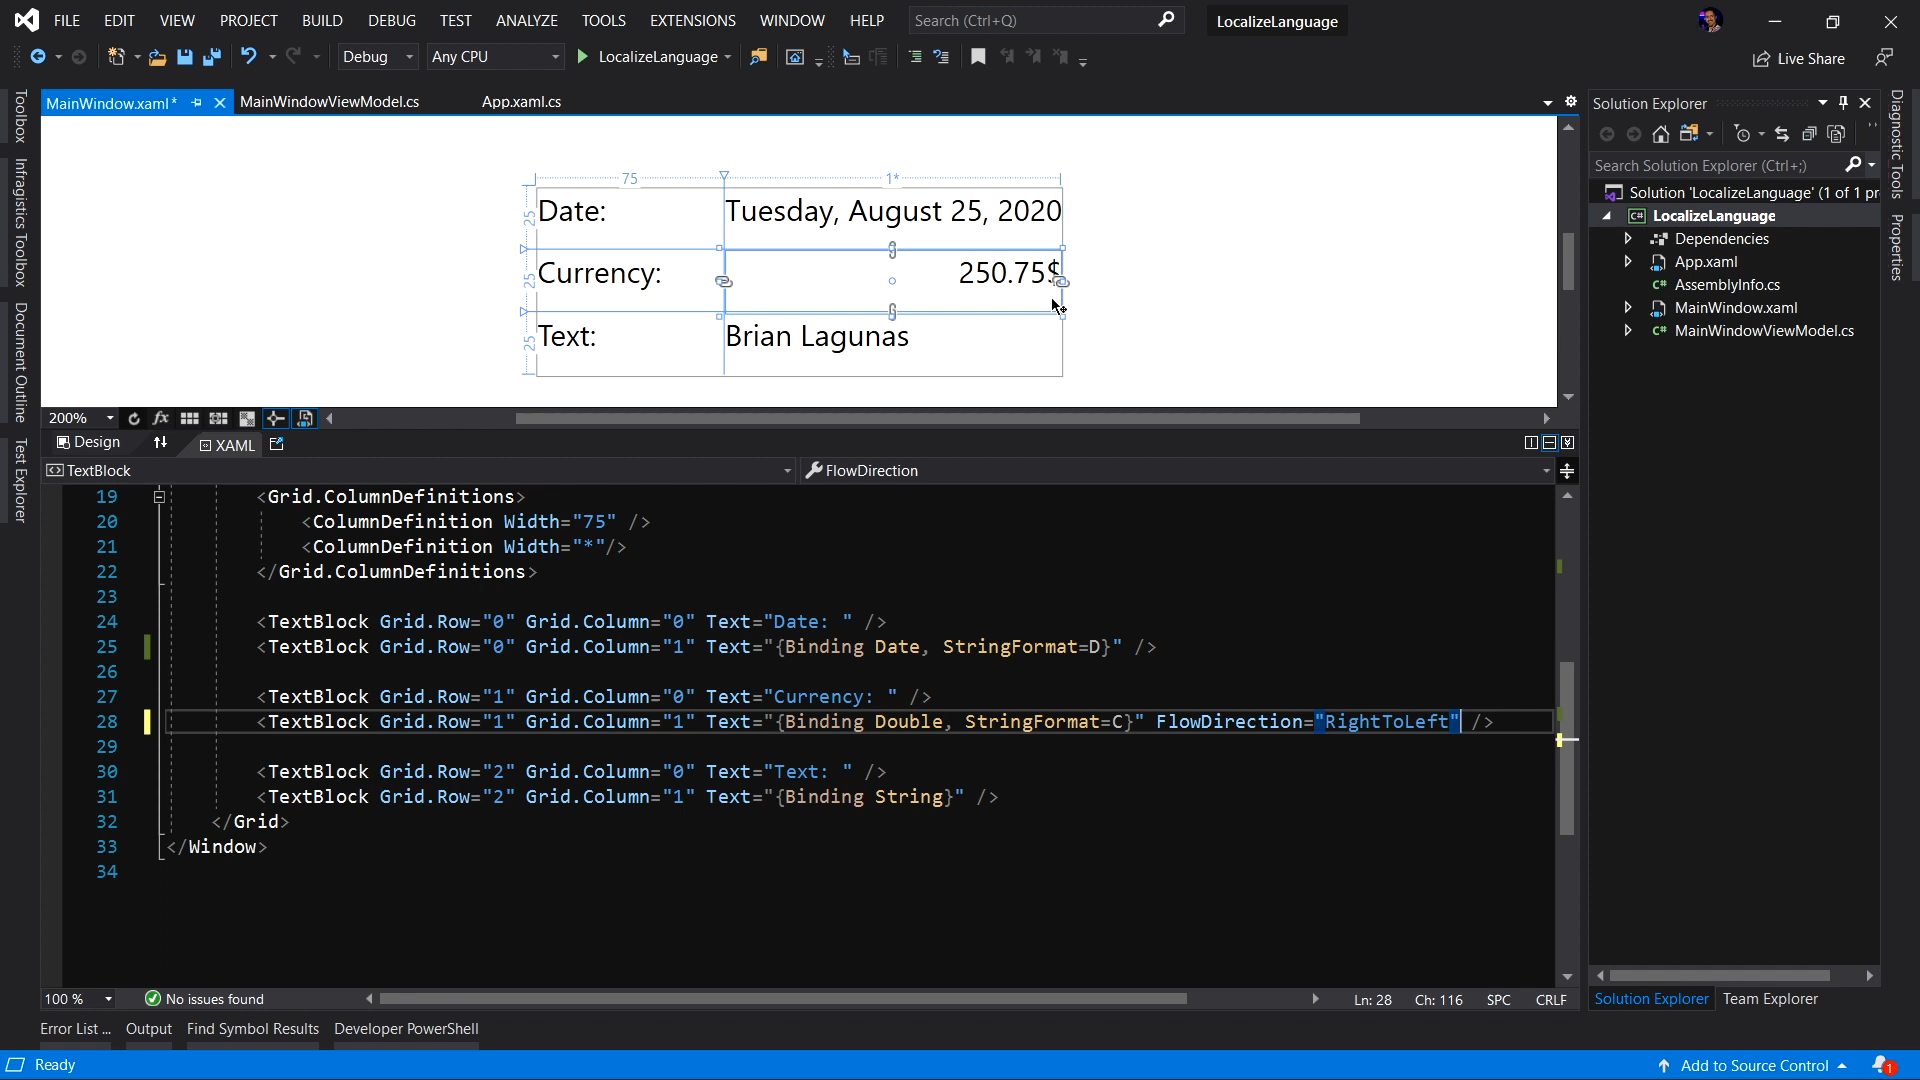 FILE EDIT VIEW PROJECT BUILD DEBUG TEST ANALYZE TOOLS EXTENSIONS WINDOW HELP Search (Ctrl+Q) LocalizeLanguage
Debug Any CPU LocalizeLanguage Live Share
MainWindow.xaml* MainWindowViewModel.cs App.xaml.cs
Toolbox
Infragistics Toolbox
Document Outline
Test Explorer
75 1*
25 Date: Tuesday, August 25, 2020
25 Currency: 250.75$
25 Text: Brian Lagunas
200%
Design XAML
TextBlock FlowDirection
19 <Grid.ColumnDefinitions>
20 <ColumnDefinition Width="75" />
21 <ColumnDefinition Width="*"/>
22 </Grid.ColumnDefinitions>
23
24 <TextBlock Grid.Row="0" Grid.Column="0" Text="Date: " />
25 <TextBlock Grid.Row="0" Grid.Column="1" Text="{Binding Date, StringFormat=D}" />
26
27 <TextBlock Grid.Row="1" Grid.Column="0" Text="Currency: " />
28 <TextBlock Grid.Row="1" Grid.Column="1" Text="{Binding Double, StringFormat=C}" FlowDirection="RightToLeft" />
29
30 <TextBlock Grid.Row="2" Grid.Column="0" Text="Text: " />
31 <TextBlock Grid.Row="2" Grid.Column="1" Text="{Binding String}" />
32 </Grid>
33 </Window>
34
100 % No issues found Ln: 28 Ch: 116 SPC CRLF
Error List ... Output Find Symbol Results Developer PowerShell
Solution Explorer
Search Solution Explorer (Ctrl+;)
Solution 'LocalizeLanguage' (1 of 1 pr
C# LocalizeLanguage
Dependencies
App.xaml
C# AssemblyInfo.cs
MainWindow.xaml
C# MainWindowViewModel.cs
Solution Explorer Team Explorer
Diagnostic Tools
Properties
Ready Add to Source Control 1